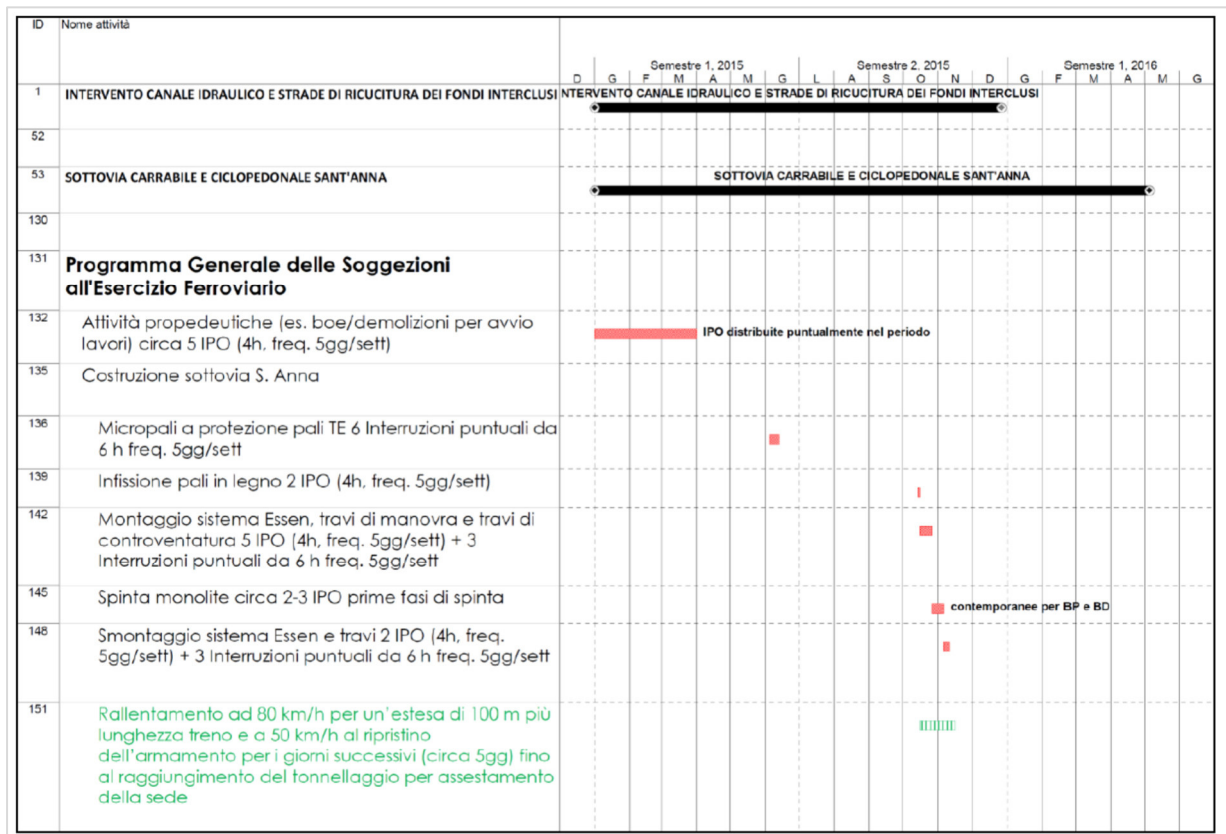 ID Nome attività
Semestre 1, 2015 Semestre 2, 2015 Semestre 1, 2016
D G F M A M G L A S O N D G F M A M G
1 INTERVENTO CANALE IDRAULICO E STRADE DI RICUCITURA DEI FONDI INTERCLUSI NTERVENTO CANALE IDRAULICO E STRADE DI RICUCITURA DEI FONDI INTERCLUSI
52
53 SOTTOVIA CARRABILE E CICLOPEDONALE SANT'ANNA SOTTOVIA CARRABILE E CICLOPEDONALE SANT'ANNA
130
131 Programma Generale delle Soggezioni
all'Esercizio Ferroviario
132 Attività propedeutiche (es. boe/demolizioni per avvio
lavori) circa 5 IPO (4h, freq. 5gg/sett)
IPO distribuite puntualmente nel periodo
135 Costruzione sottovia S. Anna
136 Micropali a protezione pali TE 6 Interruzioni puntuali da
6 h freq. 5gg/sett
139 Infissione pali in legno 2 IPO (4h, freq. 5gg/sett)
142 Montaggio sistema Essen, travi di manovra e travi di
controventatura 5 IPO (4h, freq. 5gg/sett) + 3
Interruzioni puntuali da 6 h freq. 5gg/sett
145 Spinta monolite circa 2-3 IPO prime fasi di spinta
contemporanee per BP e BD
148 Smontaggio sistema Essen e travi 2 IPO (4h, freq.
5gg/sett) + 3 Interruzioni puntuali da 6 h freq. 5gg/sett
151 Rallentamento ad 80 km/h per un'estesa di 100 m più
lunghezza treno e a 50 km/h al ripristino
dell'armamento per i giorni successivi (circa 5gg) fino
al raggiungimento del tonnellaggio per assestamento
della sede